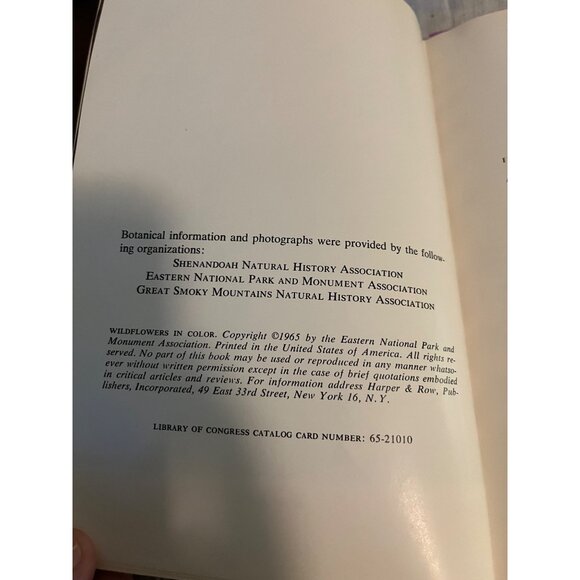 Botanical information and photographs were provided by the follow-
ing organizations:
SHENANDOAH NATURAL HISTORY ASSOCIATION
EASTERN NATIONAL PARK AND MONUMENT ASSOCIATION
GREAT SMOKY MOUNTAINS NATURAL HISTORY ASSOCIATION
WILDFLOWERS IN COLOR. Copyright ©1965 by the Eastern National Park and
Monument Association. Printed in the United States of America. All rights re-
served. No part of this book may be used or reproduced in any manner whatso-
ever without written permission except in the case of brief quotations embodied
in critical articles and reviews. For information address Harper & Row, Pub-
lishers, Incorporated, 49 East 33rd Street, New York 16, N.Y.
LIBRARY OF CONGRESS CATALOG CARD NUMBER: 65-21010